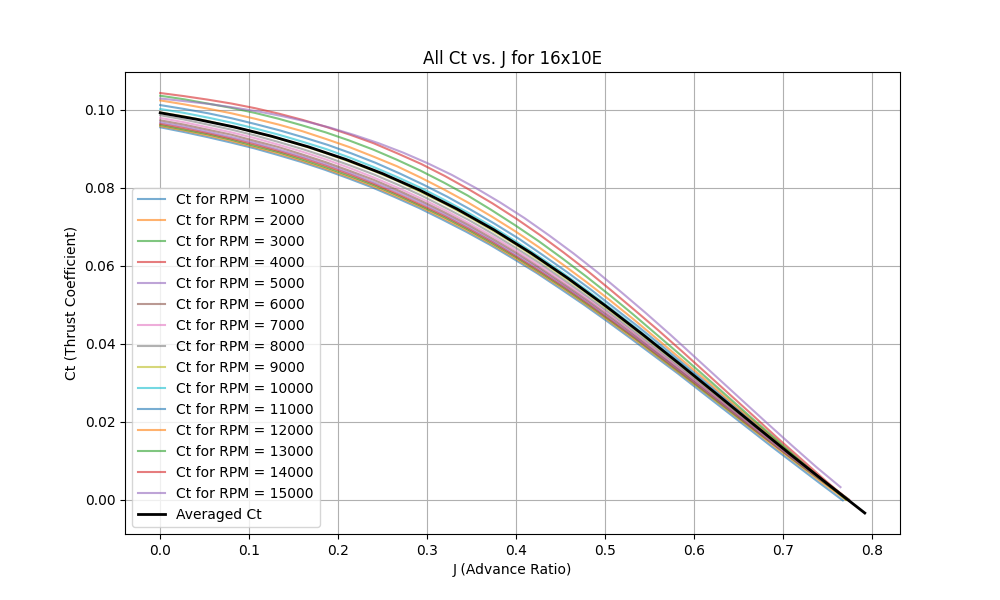 All Ct vs. J for 16x10E
Ct (Thrust Coefficient)
0.10
0.08
0.06
0.04
0.02
0.00
Ct for RPM = 1000
Ct for RPM = 2000
Ct for RPM = 3000
Ct for RPM = 4000
Ct for RPM = 5000
Ct for RPM = 6000
Ct for RPM = 7000
Ct for RPM = 8000
Ct for RPM = 9000
Ct for RPM = 10000
Ct for RPM = 11000
Ct for RPM = 12000
Ct for RPM = 13000
Ct for RPM = 14000
Ct for RPM = 15000
Averaged Ct
0.0 0.1 0.2 0.3 0.4 0.5 0.6 0.7 0.8
J (Advance Ratio)